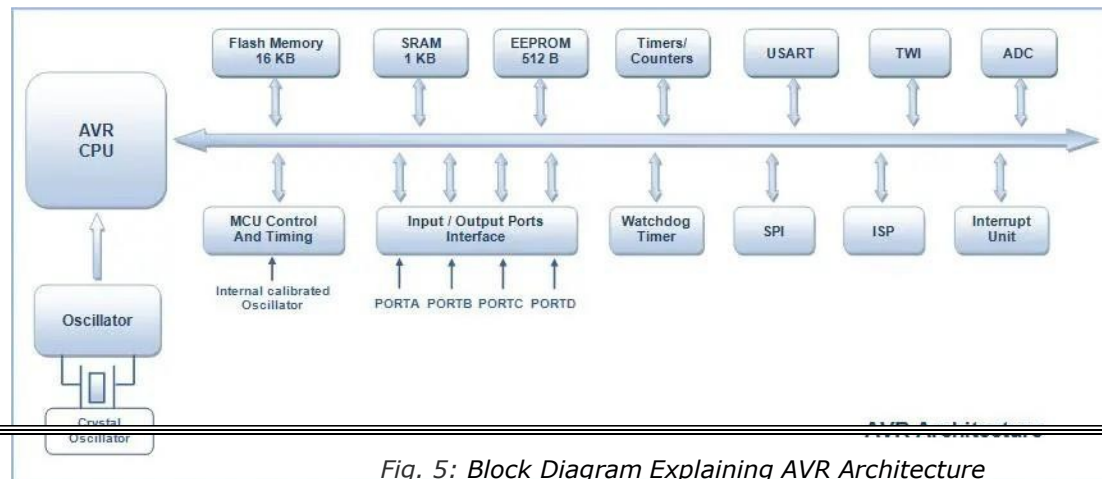 Flash Memory
16 KB
SRAM
1 KB
EEPROM
512 B
Timers/
Counters
USART
TWI
ADC
AVR
CPU
MCU Control
And Timing
Input / Output Ports
Interface
Watchdog
Timer
SPI
ISP
Interrupt
Unit
Internal calibrated
Oscillator
PORTA PORTB PORTC PORTD
Oscillator
Crystal
Oscillator
AVR Architecture
Fig. 5: Block Diagram Explaining AVR Architecture